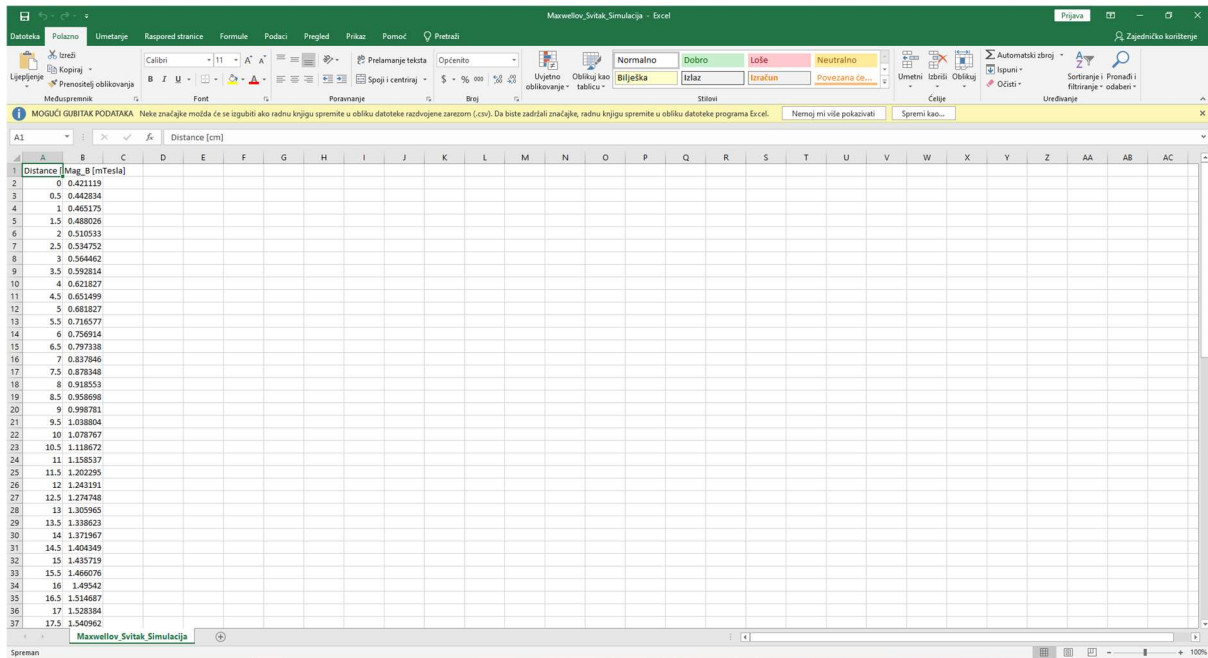 Maxwellov_Svitak_Simulacija - Excel
Prijava
Datoteka Polazno Umetanje Raspored stranice Formule Podaci Pregled Prikaz Pomoć Pretraži
Zajedničko korištenje
Lijepljenje
Izreži
Kopiraj
Prenositelj oblikovanja
Međuspremnik
Calibri 11
Font
Prelamanje teksta
Spoji i centriraj
Poravnanje
Općenito
Broj
Uvjetno oblikovanje
Oblikuj kao tablicu
Normalno Dobro Loše Neutralno
Bilješka Izlaz Izračun Povezana će...
Stilovi
Umetni Izbriši Oblikuj
Ćelije
Automatski zbroj
Ispuni
Očisti
Sortiranje i filtriranje
Pronađi i odaberi
Uređivanje
MOGUĆI GUBITAK PODATAKA Neke značajke možda će se izgubiti ako radnu knjigu spremite u obliku datoteke razdvojene zarezom (.csv). Da biste zadržali značajke, radnu knjigu spremite u obliku datoteke programa Excel. Nemoj mi više pokazivati Spremi kao...
A1 fx Distance [cm]
A B C D E F G H I J K L M N O P Q R S T U V W X Y Z AA AB AC
1 Distance [ Mag_B [mTesla]
2 0 0.421119
3 0.5 0.442834
4 1 0.465175
5 1.5 0.488026
6 2 0.510533
7 2.5 0.534752
8 3 0.564462
9 3.5 0.592814
10 4 0.621827
11 4.5 0.651499
12 5 0.681827
13 5.5 0.716577
14 6 0.756914
15 6.5 0.797338
16 7 0.837846
17 7.5 0.878348
18 8 0.918553
19 8.5 0.958698
20 9 0.998781
21 9.5 1.038804
22 10 1.078767
23 10.5 1.118672
24 11 1.158537
25 11.5 1.202295
26 12 1.243191
27 12.5 1.274748
28 13 1.305965
29 13.5 1.338623
30 14 1.371967
31 14.5 1.404349
32 15 1.435719
33 15.5 1.466076
34 16 1.49542
35 16.5 1.514687
36 17 1.528384
37 17.5 1.540962
Maxwellov_Svitak_Simulacija
Spreman
100%